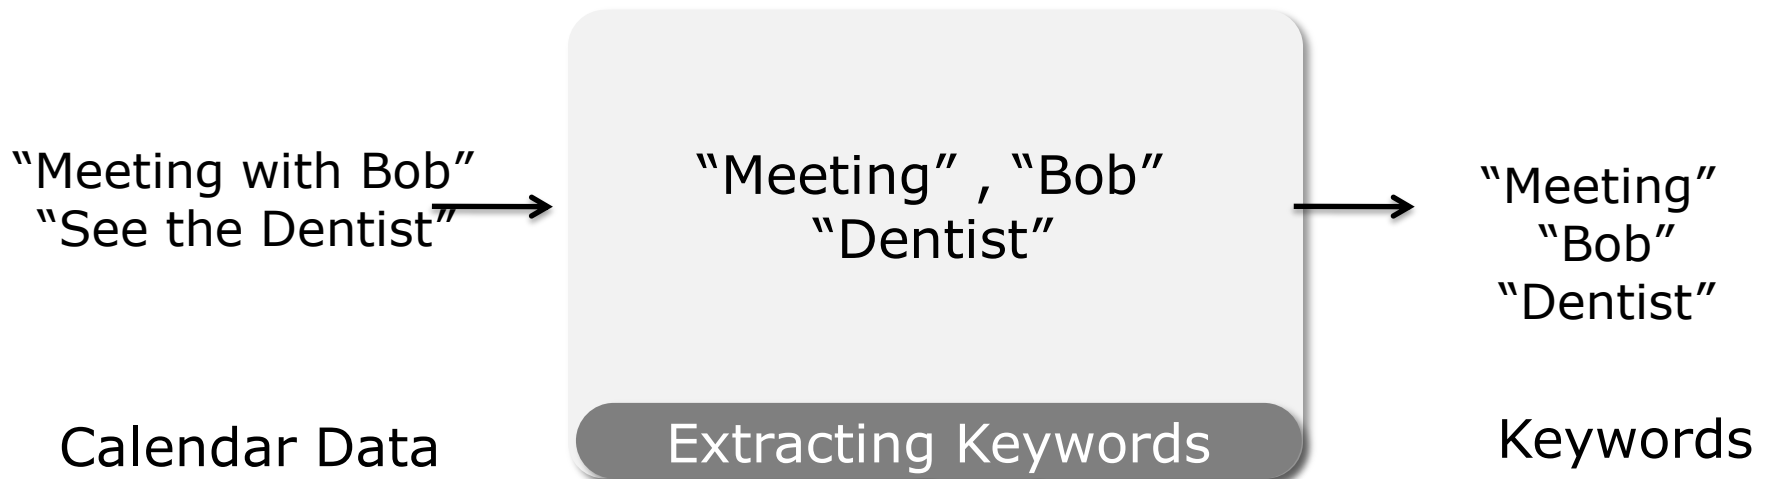 “Meeting with Bob”
“See the Dentist”
Calendar Data
“Meeting” , “Bob”
“Dentist”
Extracting Keywords
“Meeting”
“Bob”
“Dentist”
Keywords